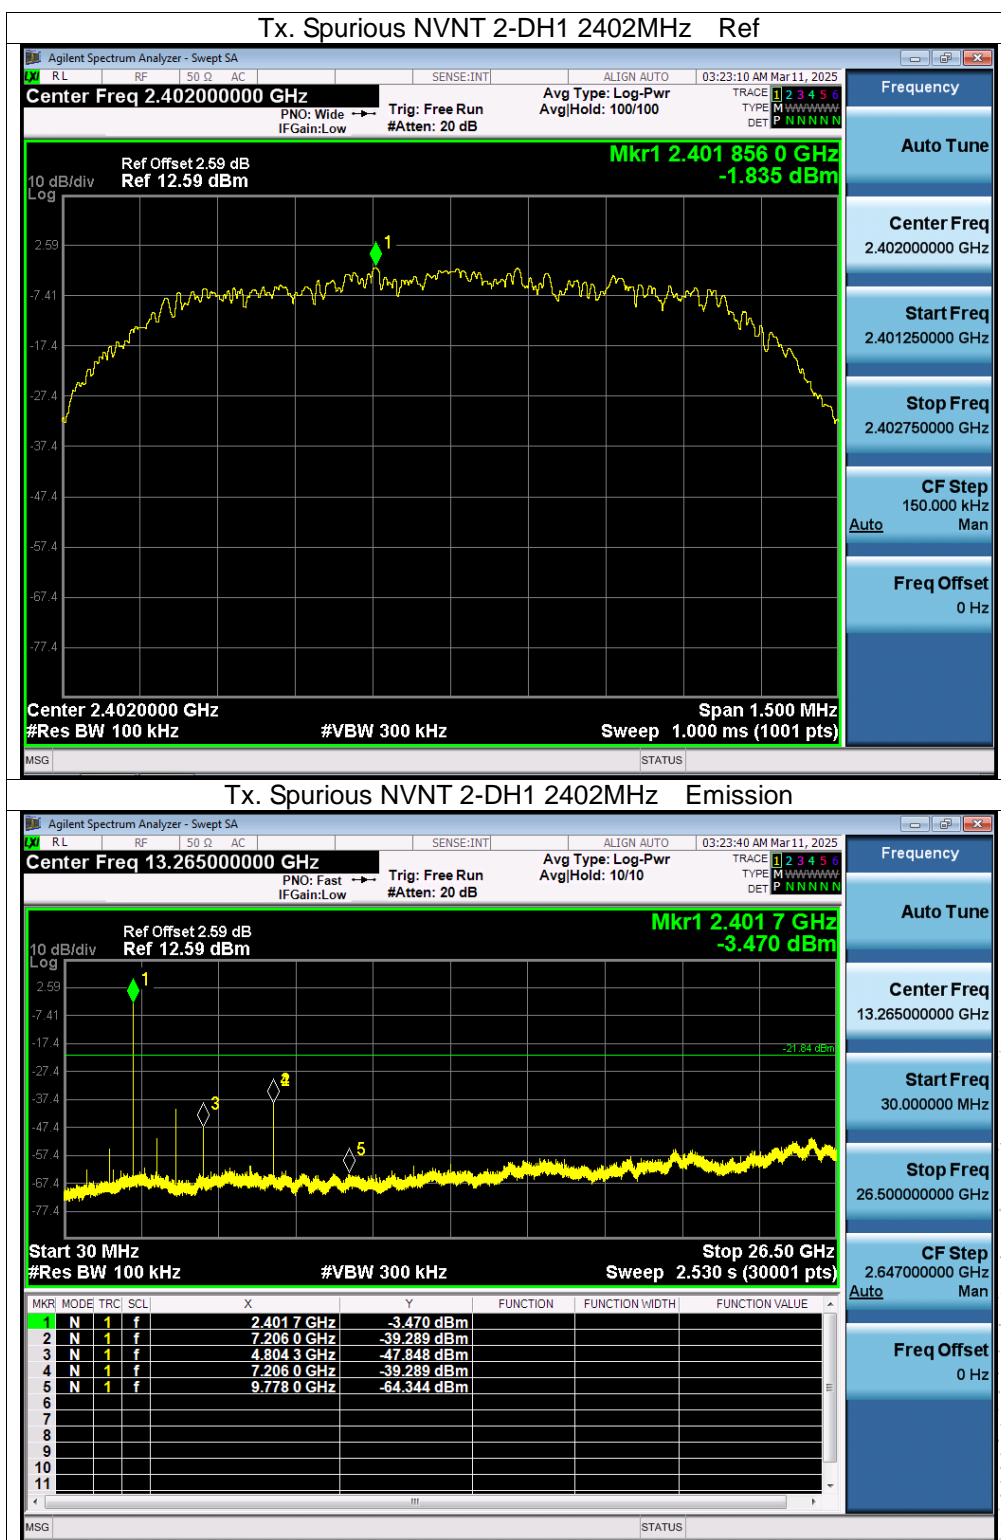 Tx. Spurious NVNT 2-DH1 2402MHz Ref
Agilent Spectrum Analyzer - Swept SA
LXI RL RF 50 Ω AC SENSE:INT ALIGN AUTO 03:23:10 AM Mar 11, 2025
Center Freq 2.402000000 GHz
PNO: Wide
IFGain:Low
Trig: Free Run
#Atten: 20 dB
Avg Type: Log-Pwr
Avg|Hold: 100/100
TRACE 1 2 3 4 5 6
TYPE M WWWWW
DET P N N N N N
Frequency
Auto Tune
Center Freq
2.402000000 GHz
Start Freq
2.401250000 GHz
Stop Freq
2.402750000 GHz
CF Step
150.000 kHz
Auto Man
Freq Offset
0 Hz
Mkr1 2.401 856 0 GHz
-1.835 dBm
Ref Offset 2.59 dB
10 dB/div Ref 12.59 dBm
Log
1
2.59
-7.41
-17.4
-27.4
-37.4
-47.4
-57.4
-67.4
-77.4
Center 2.4020000 GHz Span 1.500 MHz
#Res BW 100 kHz #VBW 300 kHz Sweep 1.000 ms (1001 pts)
MSG STATUS
Tx. Spurious NVNT 2-DH1 2402MHz Emission
Agilent Spectrum Analyzer - Swept SA
LXI RL RF 50 Ω AC SENSE:INT ALIGN AUTO 03:23:40 AM Mar 11, 2025
Center Freq 13.265000000 GHz
PNO: Fast
IFGain:Low
Trig: Free Run
#Atten: 20 dB
Avg Type: Log-Pwr
Avg|Hold: 10/10
TRACE 1 2 3 4 5 6
TYPE M WWWWW
DET P N N N N N
Frequency
Auto Tune
Center Freq
13.265000000 GHz
Start Freq
30.000000 MHz
Stop Freq
26.500000000 GHz
CF Step
2.647000000 GHz
Auto Man
Freq Offset
0 Hz
Mkr1 2.401 7 GHz
-3.470 dBm
Ref Offset 2.59 dB
10 dB/div Ref 12.59 dBm
Log
1
2.59
-7.41
-17.4
-21.84 dBm
-27.4
-37.4
3
-47.4
5
-57.4
-67.4
-77.4
Start 30 MHz Stop 26.50 GHz
#Res BW 100 kHz #VBW 300 kHz Sweep 2.530 s (30001 pts)
MKR MODE TRC SCL X Y FUNCTION FUNCTION WIDTH FUNCTION VALUE
1 N 1 f 2.401 7 GHz -3.470 dBm
2 N 1 f 7.206 0 GHz -39.289 dBm
3 N 1 f 4.804 3 GHz -47.848 dBm
4 N 1 f 7.206 0 GHz -39.289 dBm
5 N 1 f 9.778 0 GHz -64.344 dBm
6
7
8
9
10
11
MSG STATUS